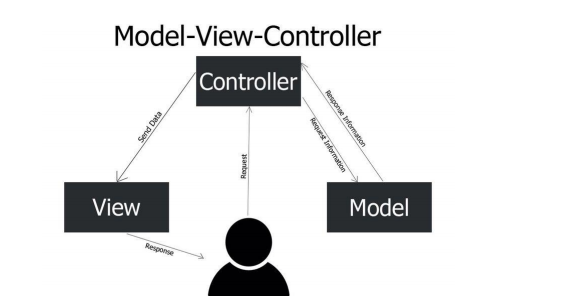 Model-View-Controller
Controller
Send Data
Response Information
Request Information
Request
View
Model
Response